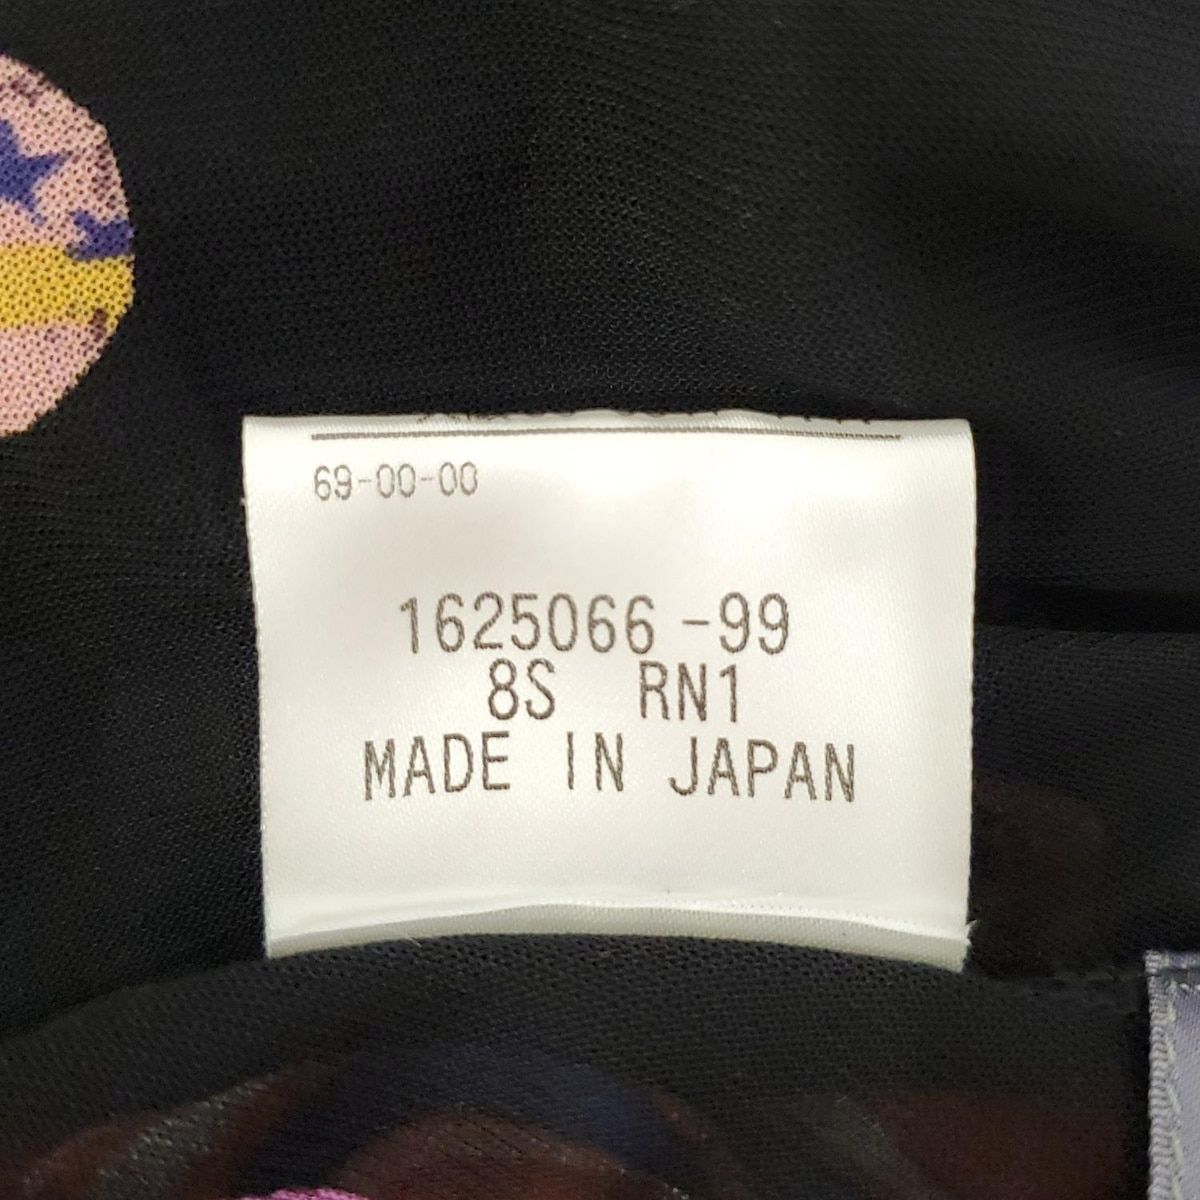 69-00-00
1625066-99
8S RN1
MADE IN JAPAN